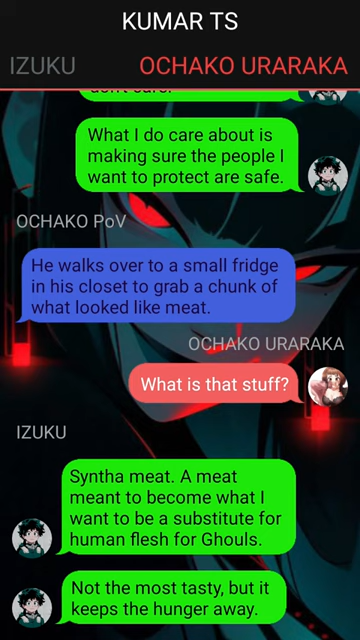 KUMAR TS
IZUKU
OCHAKO URARAKA
don't care.
What I do care about is
making sure the people I
want to protect are safe.
OCHAKO PoV
He walks over to a small fridge
in his closet to grab a chunk of
what looked like meat.
OCHAKO URARAKA
What is that stuff?
IZUKU
Syntha meat. A meat
meant to become what I
want to be a substitute for
human flesh for Ghouls.
Not the most tasty, but it
keeps the hunger away.